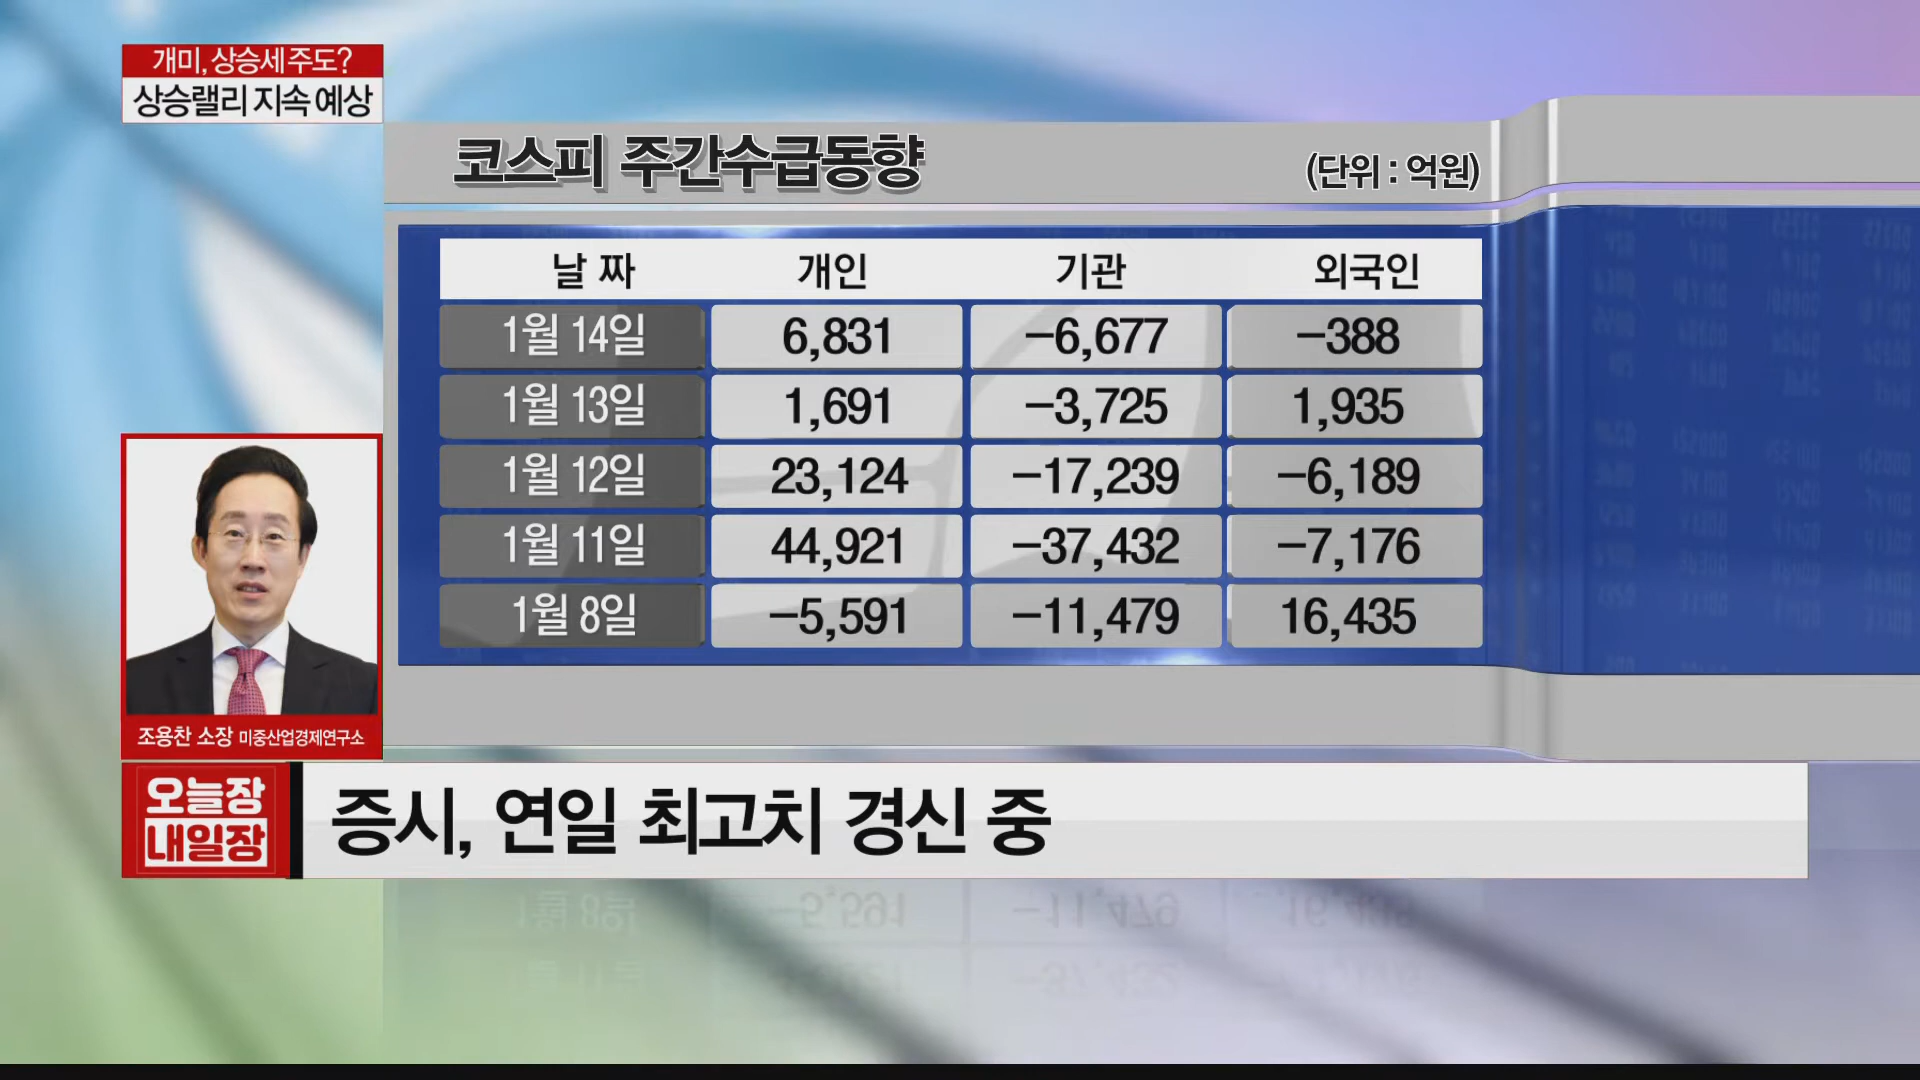 개미, 상승세 주도?
상승랠리 지속 예상
코스피 주간수급동향
(단위 : 억원)
날 짜 개인 기관 외국인
1월 14일 6,831 -6,677 -388
1월 13일 1,691 -3,725 1,935
1월 12일 23,124 -17,239 -6,189
1월 11일 44,921 -37,432 -7,176
1월 8일 -5,591 -11,479 16,435
조용찬 소장 미중산업경제연구소
오늘장
내일장
증시, 연일 최고치 경신 중